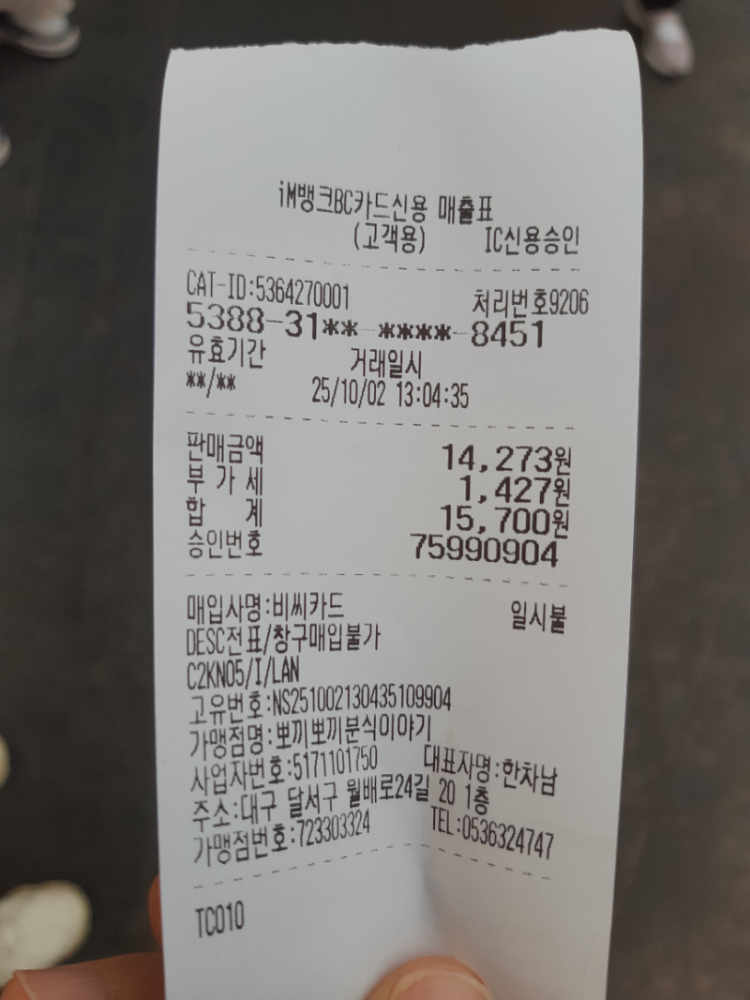 iM뱅크BC카드신용 매출표
(고객용) IC신용승인
CAT-ID:5364270001 처리번호9206
5388-31**-****-8451
유효기간 거래일시
**/** 25/10/02 13:04:35
판매금액 14,273원
부 가 세 1,427원
합 계 15,700원
승인번호 75990904
매입사명:비씨카드 일시불
DESC전표/창구매입불가
C2KN05/I/LAN
고유번호:NS251002130435109904
가맹점명:뽀끼뽀끼분식이야기
사업자번호:5171101750 대표자명:한차남
주소:대구 달서구 월배로24길 20 1층
가맹점번호:723303324 TEL:0536324747
TC010